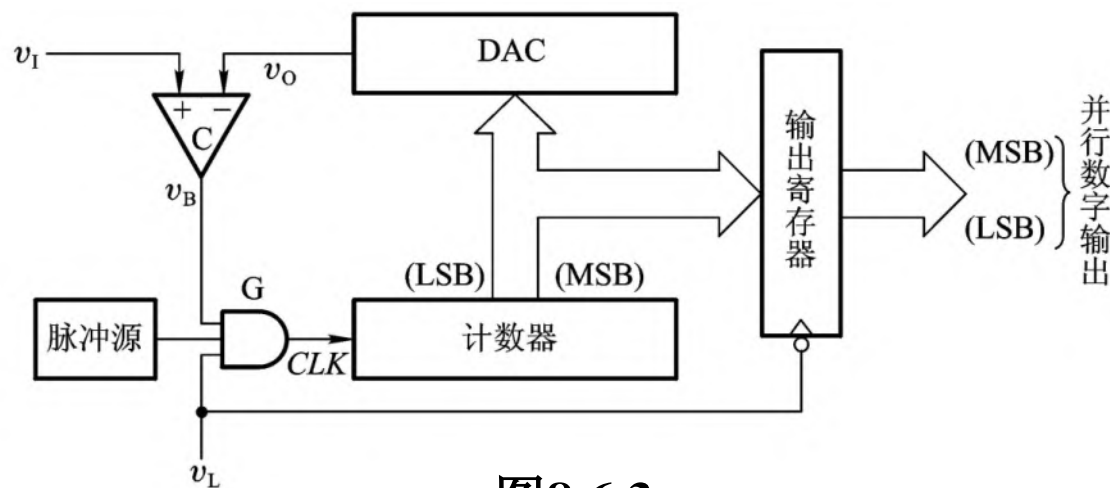 v_I
v_O
DAC
+ −
C
v_B
输出寄存器
(MSB)
(LSB)
并行数字输出
(LSB)
(MSB)
G
脉冲源
CLK
计数器
v_L